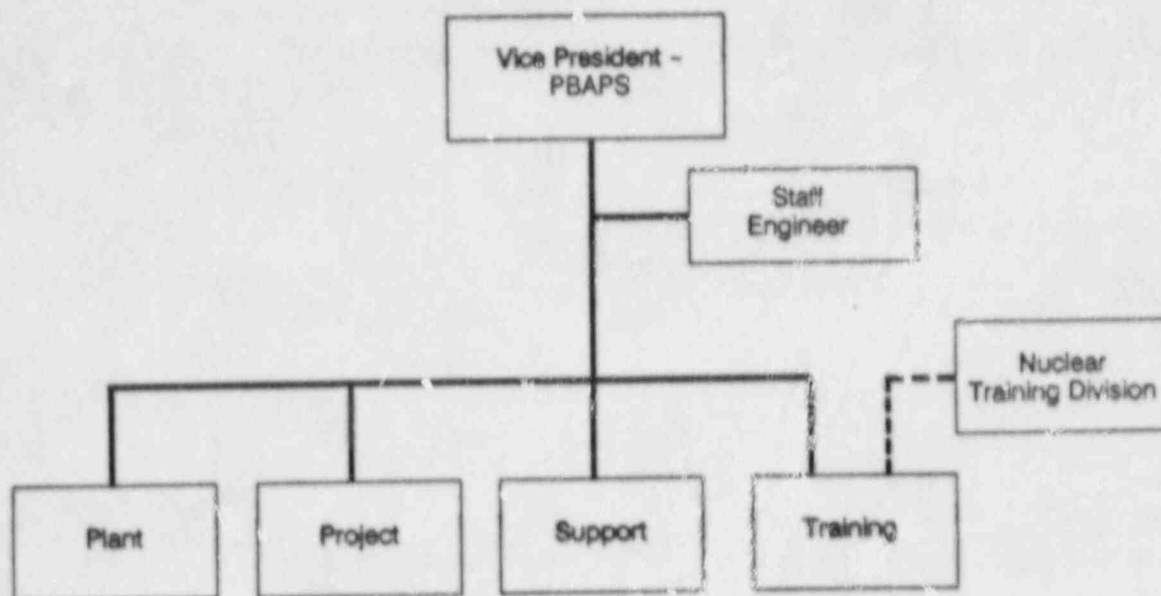 Vice President -
PBAPS
Staff
Engineer
Nuclear
Training Division
Plant
Project
Support
Training